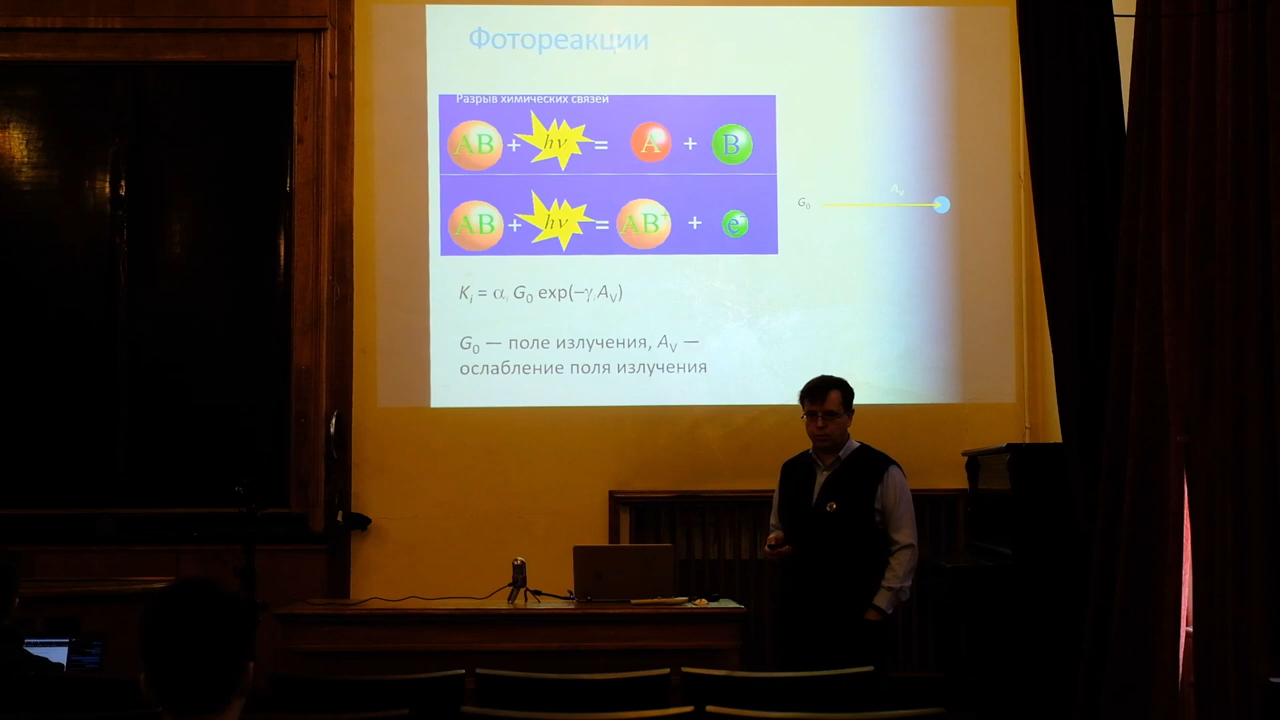 Фотореакции
Разрыв химических связей
AB + hν = A + B
AB + hν = AB⁺ + e⁻
G₀ Aᵥ
Kᵢ = αᵢ G₀ exp(–γᵢ Aᵥ)
G₀ — поле излучения, Aᵥ —
ослабление поля излучения